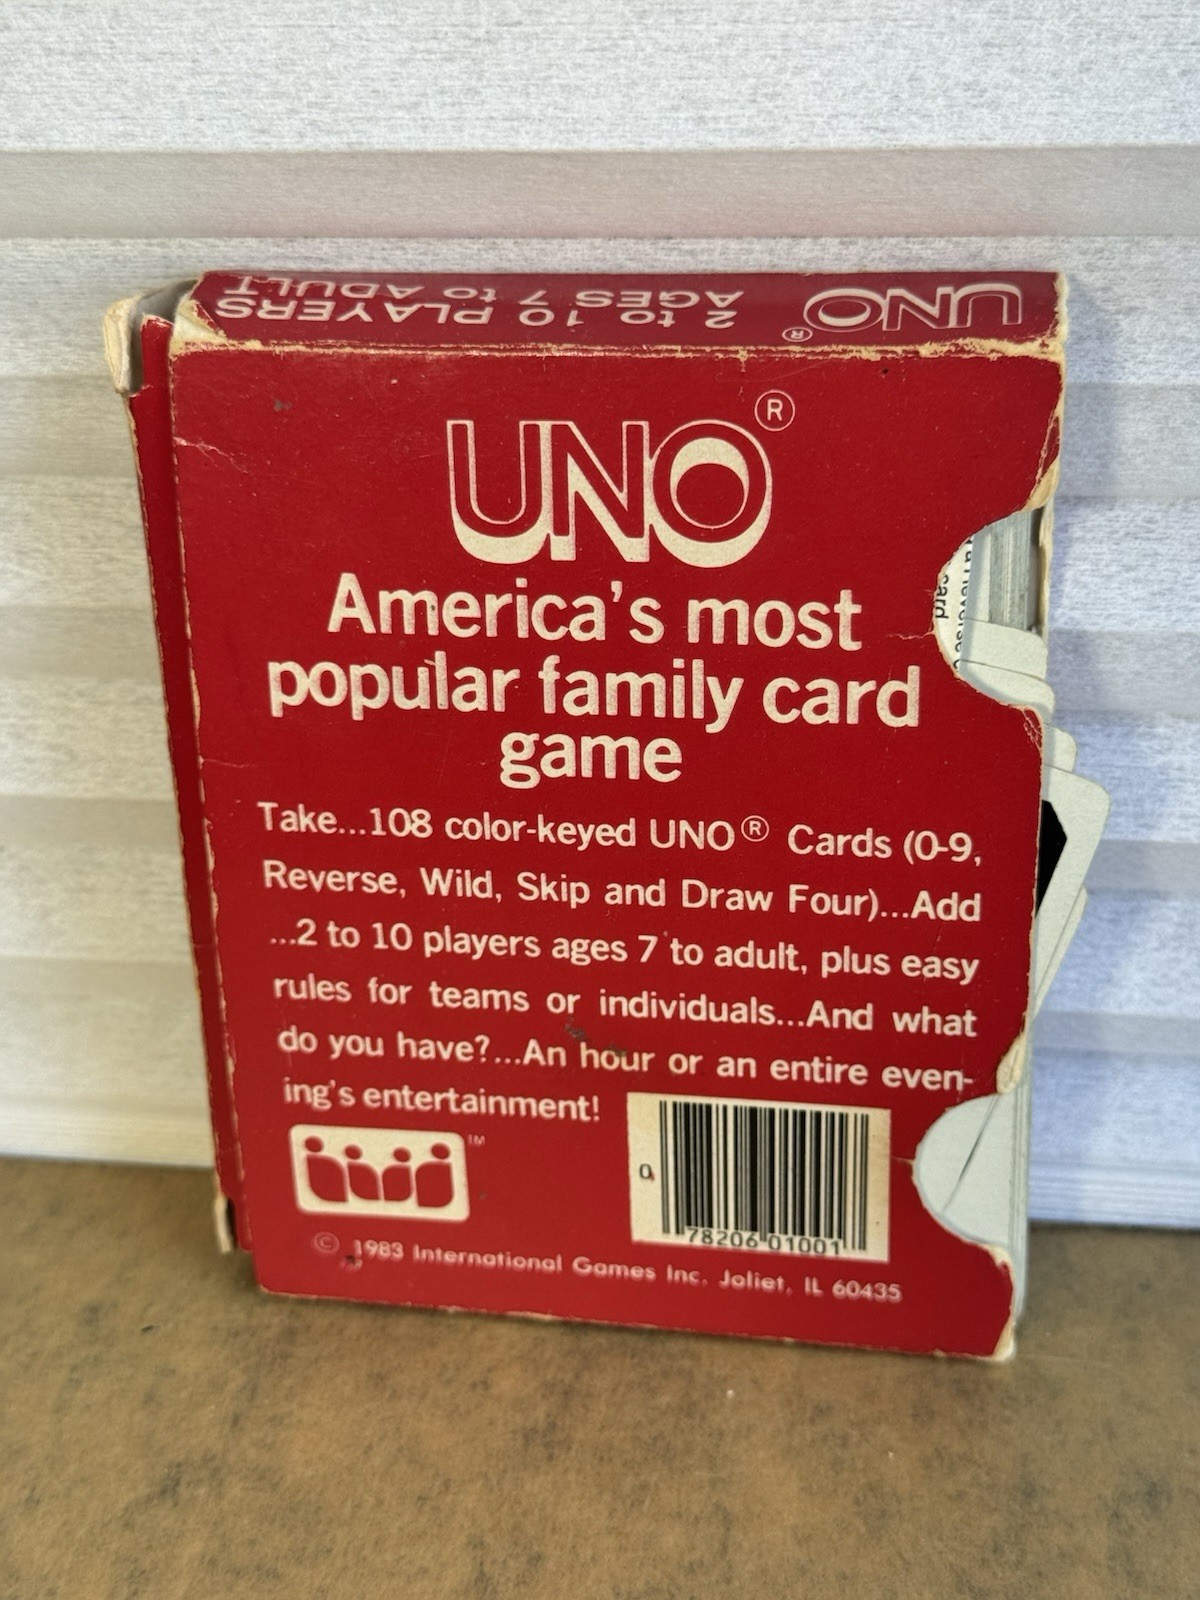 UNO®
2 to 10 PLAYERS
AGES 7 to ADULT
UNO®
America's most
popular family card
game
Take...108 color-keyed UNO® Cards (0-9,
Reverse, Wild, Skip and Draw Four)...Add
...2 to 10 players ages 7 to adult, plus easy
rules for teams or individuals...And what
do you have?...An hour or an entire even-
ing's entertainment!
TM
0
78206 01001
© 1983 International Games Inc. Joliet, IL 60435
card